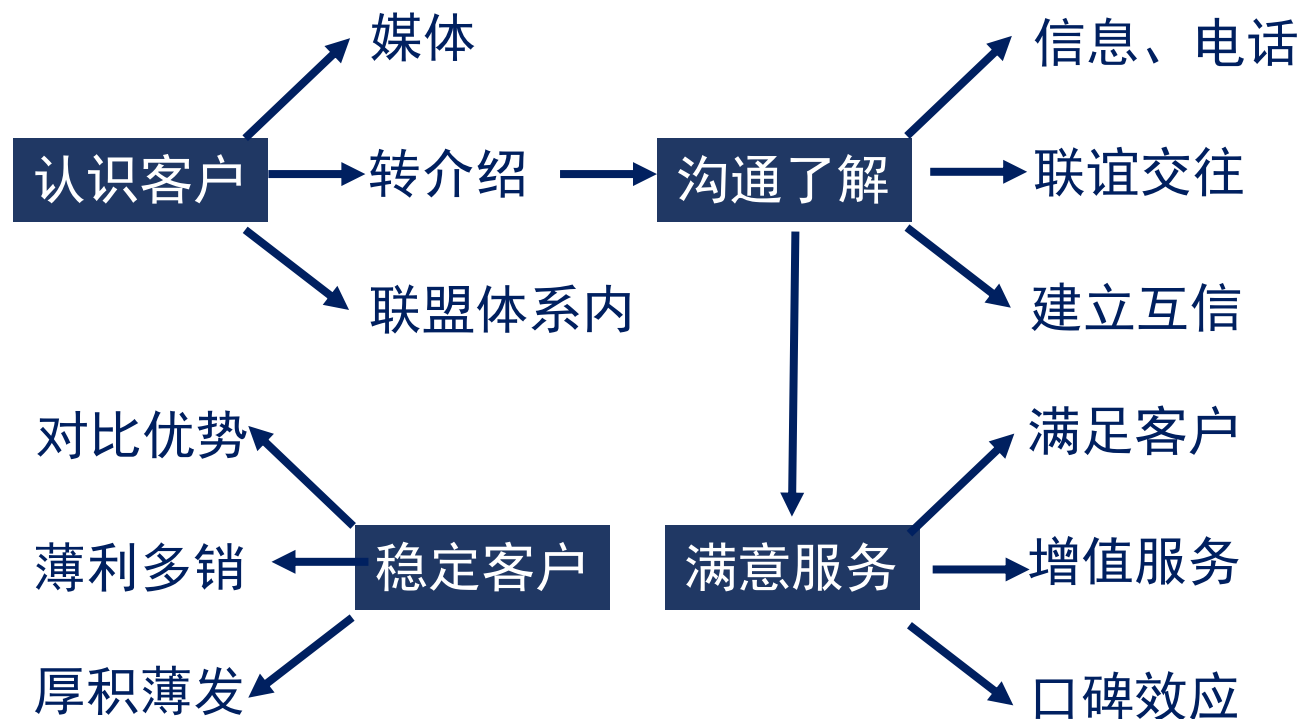 媒体
信息、电话
认识客户
转介绍
沟通了解
联谊交往
联盟体系内
建立互信
对比优势
满足客户
薄利多销
稳定客户
满意服务
增值服务
厚积薄发
口碑效应